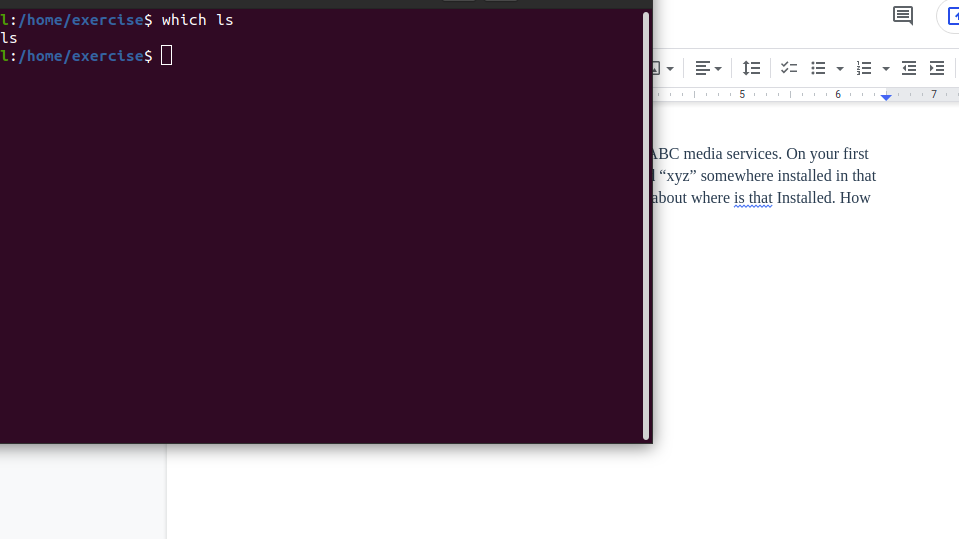 l:/home/exercise$ which ls
ls
l:/home/exercise$
5 6 7
ABC media services. On your first
“xyz” somewhere installed in that
about where is that Installed. How